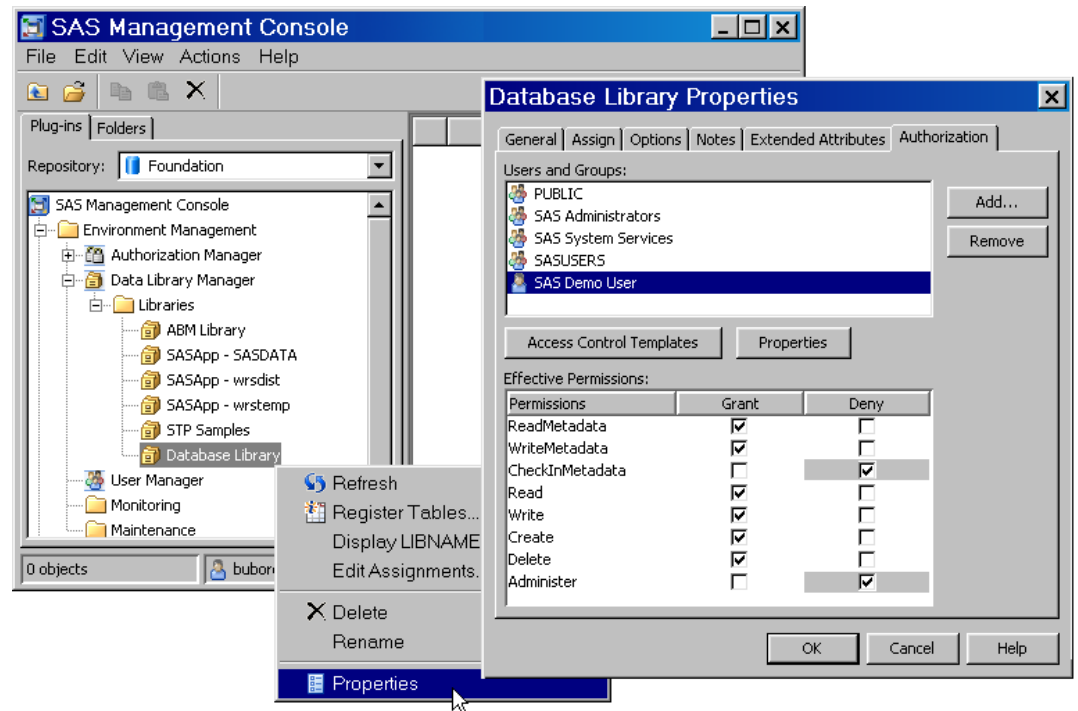 SAS Management Console
File Edit View Actions Help
Plug-ins Folders
Repository: Foundation
SAS Management Console
Environment Management
Authorization Manager
Data Library Manager
Libraries
ABM Library
SASApp - SASDATA
SASApp - wrsdist
SASApp - wrstemp
STP Samples
Database Library
User Manager
Monitoring
Maintenance
0 objects
Refresh
Register Tables...
Display LIBNAME
Edit Assignments.
Delete
Rename
Properties
Database Library Properties
General Assign Options Notes Extended Attributes Authorization
Users and Groups:
PUBLIC
SAS Administrators
SAS System Services
SASUSERS
SAS Demo User
Add...
Remove
Access Control Templates Properties
Effective Permissions:
Permissions Grant Deny
ReadMetadata
WriteMetadata
CheckInMetadata
Read
Write
Create
Delete
Administer
OK Cancel Help